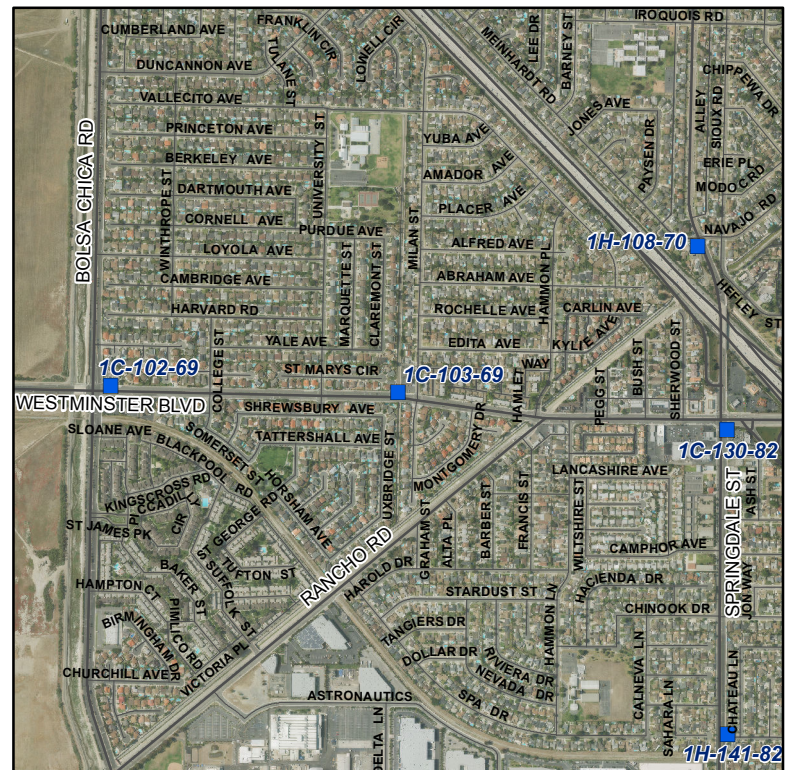 CUMBERLAND AVE
FRANKLIN CIR
LOWELL CIR
MEINHARDT RD
LEE DR
BARNEY ST
IROQUOIS RD
DUNCANNON AVE
TULANE ST
CHIPPEWA DR
VALLECITO AVE
JONES AVE
ALLEY
SIOUX RD
PRINCETON AVE
UNIVERSITY ST
YUBA AVE
PAYSEN DR
BERKELEY AVE
AMADOR AVE
ERIE PL
MODOC RD
BOLSA CHICA RD
WINTHROPE ST
DARTMOUTH AVE
PLACER AVE
NAVAJO RD
CORNELL AVE
PURDUE AVE
MILAN ST
1H-108-70
LOYOLA AVE
MARQUETTE ST
CLAREMONT ST
ALFRED AVE
HAMMON PL
CAMBRIDGE AVE
ABRAHAM AVE
HEFLEY ST
HARVARD RD
ROCHELLE AVE
CARLIN AVE
YALE AVE
EDITA AVE
KYLIE AVE
COLLEGE ST
ST MARYS CIR
HAMLET WAY
PEGG ST
BUSH ST
SHERWOOD ST
1C-102-69
1C-103-69
WESTMINSTER BLVD
SHREWSBURY AVE
1C-130-82
SLOANE AVE
BLACKPOOL RD
SOMERSET ST
TATTERSHALL AVE
UXBRIDGE ST
MONTGOMERY DR
LANCASHIRE AVE
SPRINGDALE ST
ASH ST
KINGSCROSS RD
PICCADILLY CIR
HORSHAM AVE
ST GEORGE RD
GRAHAM ST
ALTA PL
BARBER ST
FRANCIS ST
WILTSHIRE ST
ST JAMES PK
RANCHO RD
CAMPHOR AVE
TUFTON ST
SUFFOLK ST
ST
BAKER ST
HAROLD DR
HACIENDA DR
JON WAY
HAMPTON CT
STARDUST ST
CHINOOK DR
BIRMINGHAM DR
PIMLICO RD
TANGIERS DR
HAMMON LN
DOLLAR DR
RIVIERA DR
NEVADA DR
CALNEVA LN
CHATEAU LN
CHURCHILL AVE
VICTORIA PL
SAHARA LN
ASTRONAUTICS
SPA DR
DELTA LN
1H-141-82